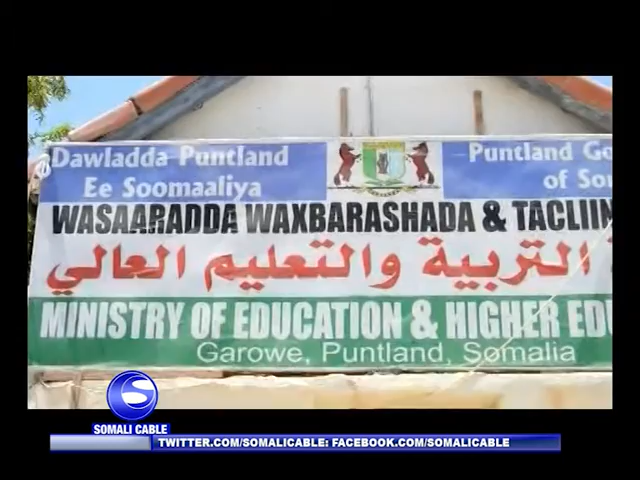 Dawladda Puntland
Ee Soomaaliya
Puntland Go
of So
WASAARADDA WAXBARASHADA & TACLIIN
التربية والتعليم العالي
MINISTRY OF EDUCATION & HIGHER EDU
Garowe, Puntland, Somalia
S
SOMALI CABLE
TWITTER.COM/SOMALICABLE: FACEBOOK.COM/SOMALICABLE